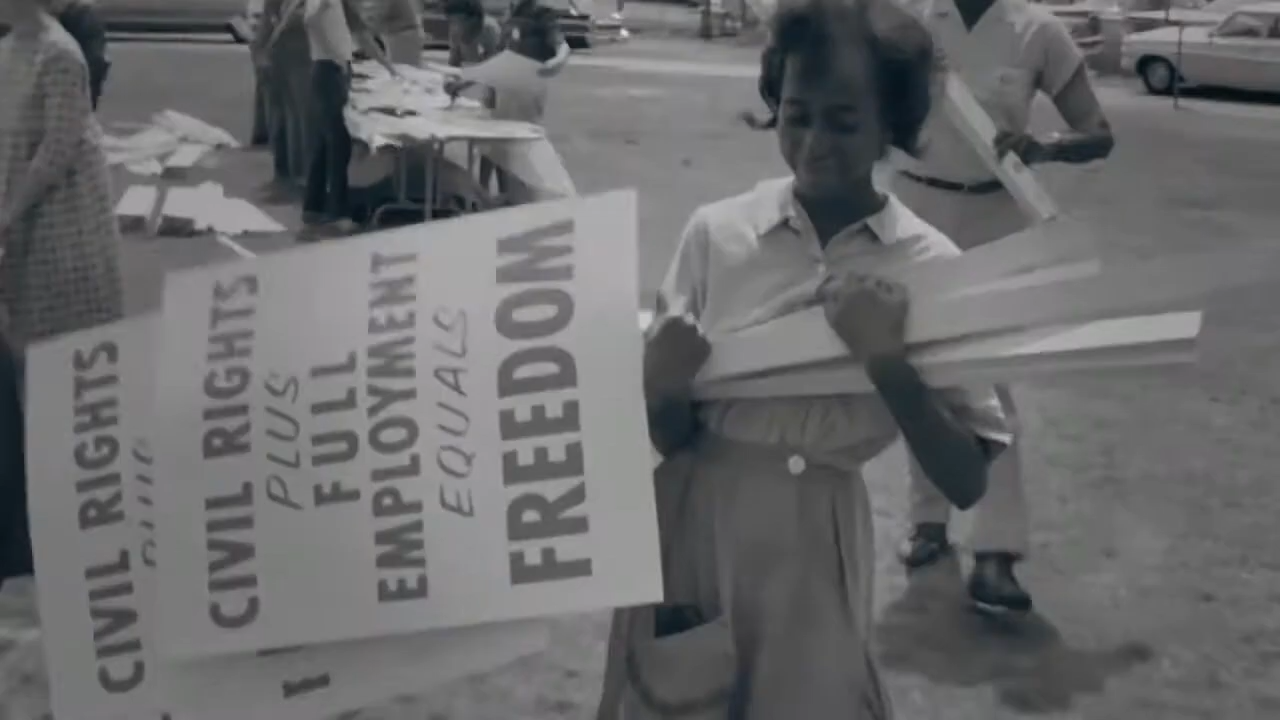 CIVIL RIGHTS
PLUS
FULL
EMPLOYMENT
EQUALS
FREEDOM
CIVIL RIGHTS